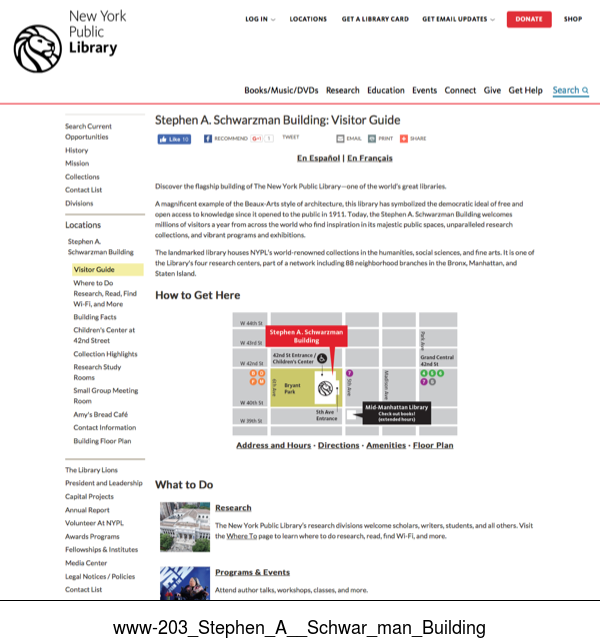 New York
Public
Library
LOG IN
LOCATIONS
GET A LIBRARY CARD
GET EMAIL UPDATES
DONATE
SHOP
Books/Music/DVDs Research Education Events Connect Give Get Help Search
Search Current
Opportunities
History
Mission
Collections
Contact List
Divisions
Locations
Stephen A.
Schwarzman Building
Visitor Guide
Where to Do
Research, Read, Find
Wi-Fi, and More
Building Facts
Children's Center at
42nd Street
Collection Highlights
Research Study
Rooms
Small Group Meeting
Room
Amy's Bread Café
Contact Information
Building Floor Plan
The Library Lions
President and Leadership
Capital Projects
Annual Report
Volunteer At NYPL
Awards Programs
Fellowships & Institutes
Media Center
Legal Notices / Policies
Contact List
Stephen A. Schwarzman Building: Visitor Guide
Like 10 RECOMMEND G+1 1 TWEET EMAIL PRINT SHARE
En Español | En Français
Discover the flagship building of The New York Public Library—one of the world's great libraries.
A magnificent example of the Beaux-Arts style of architecture, this library has symbolized the democratic ideal of free and
open access to knowledge since it opened to the public in 1911. Today, the Stephen A. Schwarzman Building welcomes
millions of visitors a year from across the world who find inspiration in its majestic public spaces, unparalleled research
collections, and vibrant programs and exhibitions.
The landmarked library houses NYPL's world-renowned collections in the humanities, social sciences, and fine arts. It is one of
the Library's four research centers, part of a network including 88 neighborhood branches in the Bronx, Manhattan, and
Staten Island.
How to Get Here
W 44th St
W 43rd St
W 42nd St
W 40th St
W 39th St
Stephen A. Schwarzman
Building
42nd St Entrance /
Children's Center
Bryant
Park
6th Ave
5th Ave
Entrance
5th Ave
Madison Ave
Park Ave
Grand Central
42nd St
Mid-Manhattan Library
Check out books!
(extended hours)
Address and Hours · Directions · Amenities · Floor Plan
What to Do
Research
The New York Public Library's research divisions welcome scholars, writers, students, and all others. Visit
the Where To page to learn where to do research, read, find Wi-Fi, and more.
Programs & Events
Attend author talks, workshops, classes, and more.
www-203_Stephen_A__Schwar_man_Building